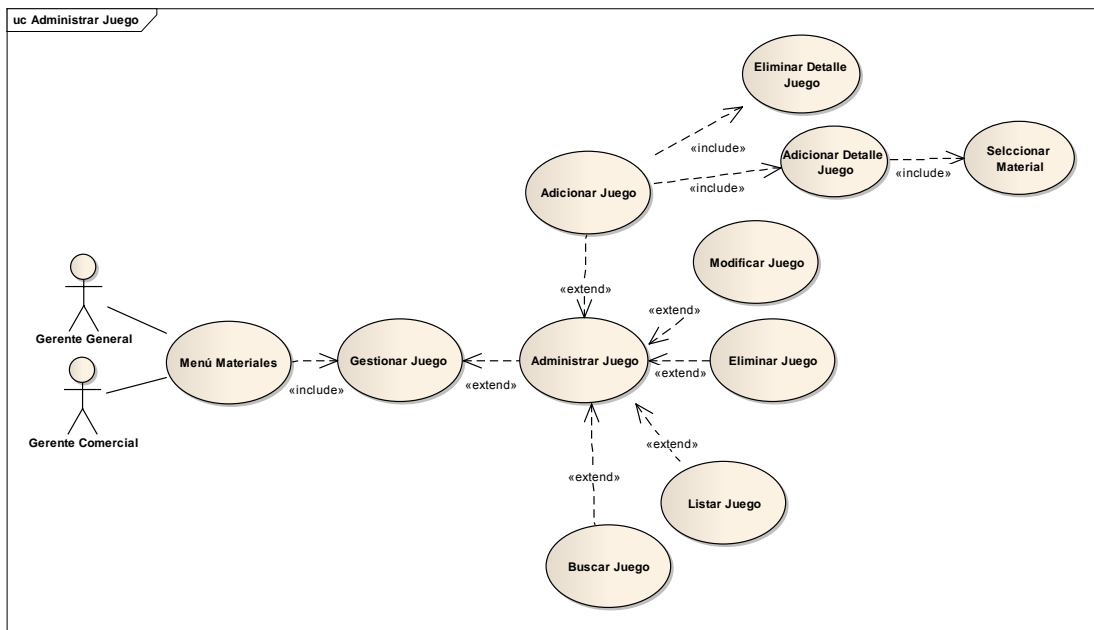 uc Administrar Juego
Eliminar Detalle
Juego
«include»
Adicionar Detalle
Juego
«include»
Selccionar
Material
«include»
Adicionar Juego
Modificar Juego
«extend»
«extend»
Gerente General
Gerente Comercial
Menú Materiales
«include»
Gestionar Juego
«extend»
Administrar Juego
«extend»
Eliminar Juego
«extend»
Listar Juego
«extend»
Buscar Juego